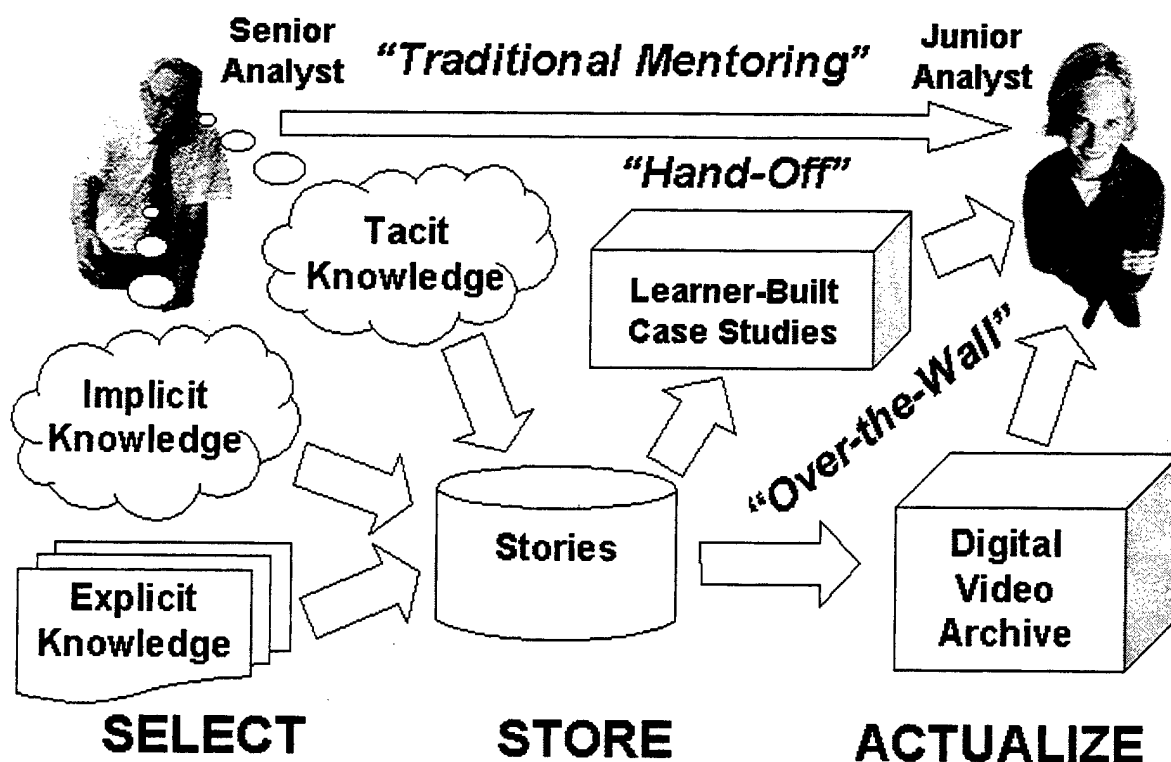 Senior
Analyst
“Traditional Mentoring”
Junior
Analyst
“Hand-Off”
Tacit
Knowledge
Learner-Built
Case Studies
“Over-the-Wall”
Implicit
Knowledge
Stories
Explicit
Knowledge
Digital
Video
Archive
SELECT
STORE
ACTUALIZE